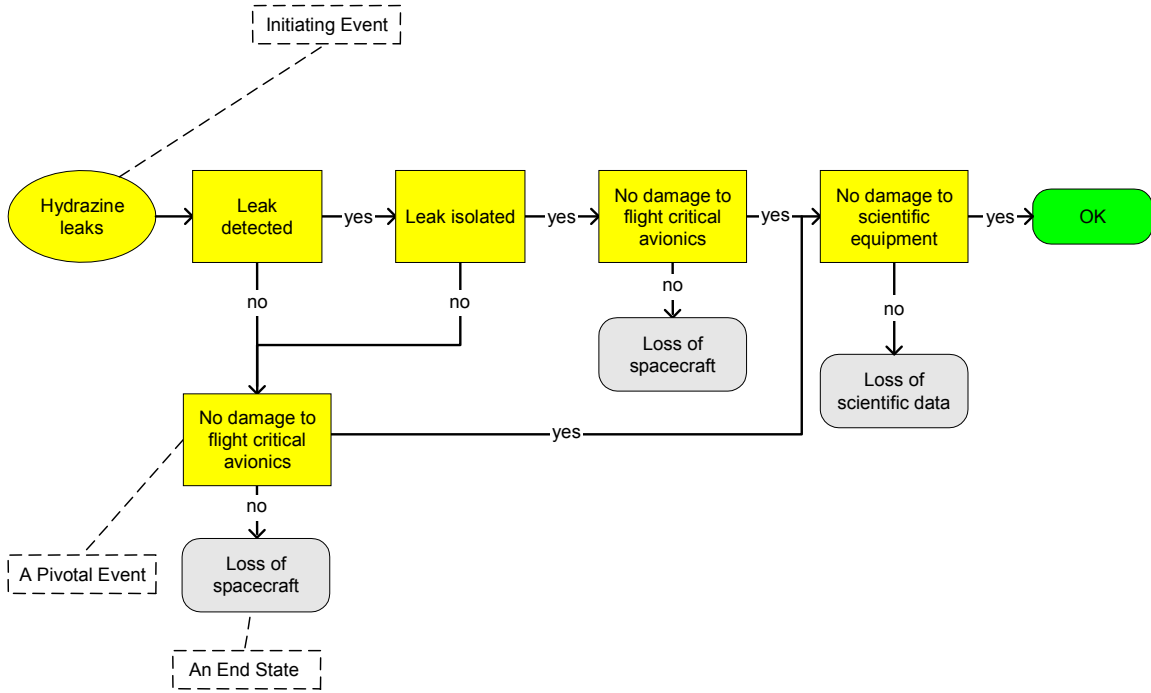 Initiating Event
Hydrazine
leaks
Leak
detected
yes
Leak isolated
yes
No damage to
flight critical
avionics
yes
No damage to
scientific
equipment
yes
OK
no
no
no
no
Loss of
spacecraft
Loss of
scientific data
No damage to
flight critical
avionics
yes
no
A Pivotal Event
Loss of
spacecraft
An End State